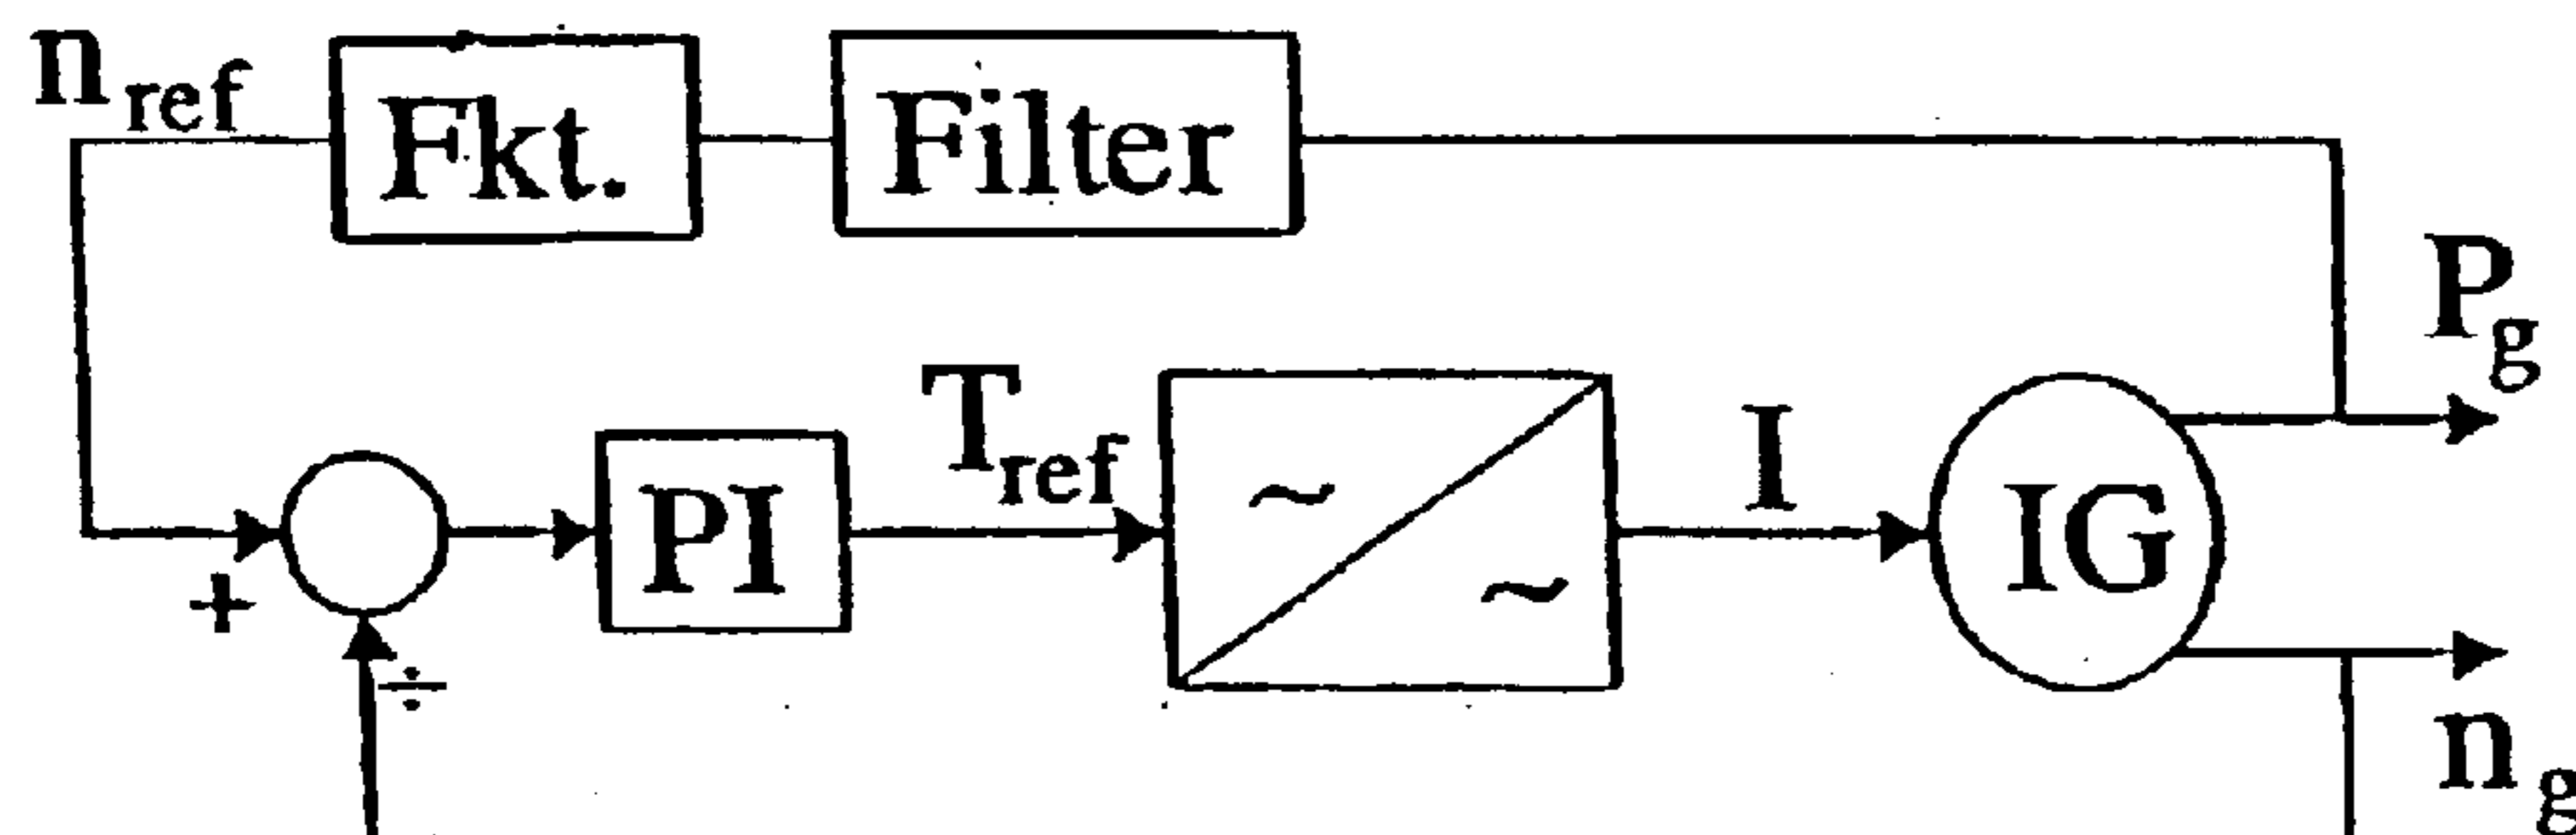 n_ref
Fkt.
Filter
P_g
T_ref
I
~
~
PI
IG
+
÷
n_g